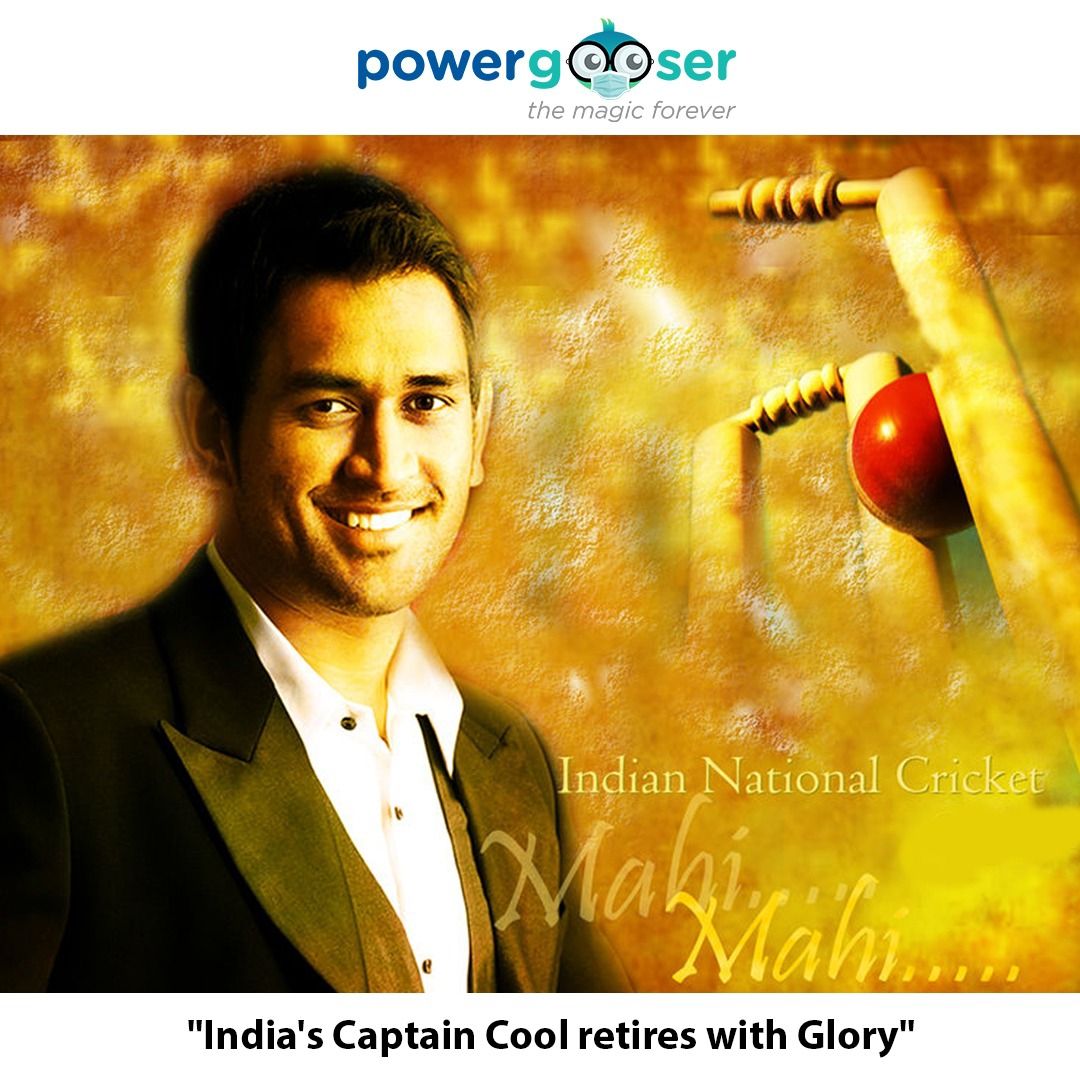 powergooser
the magic forever
Indian National Cricket
Mahi.....
Mahi.....
"India's Captain Cool retires with Glory"